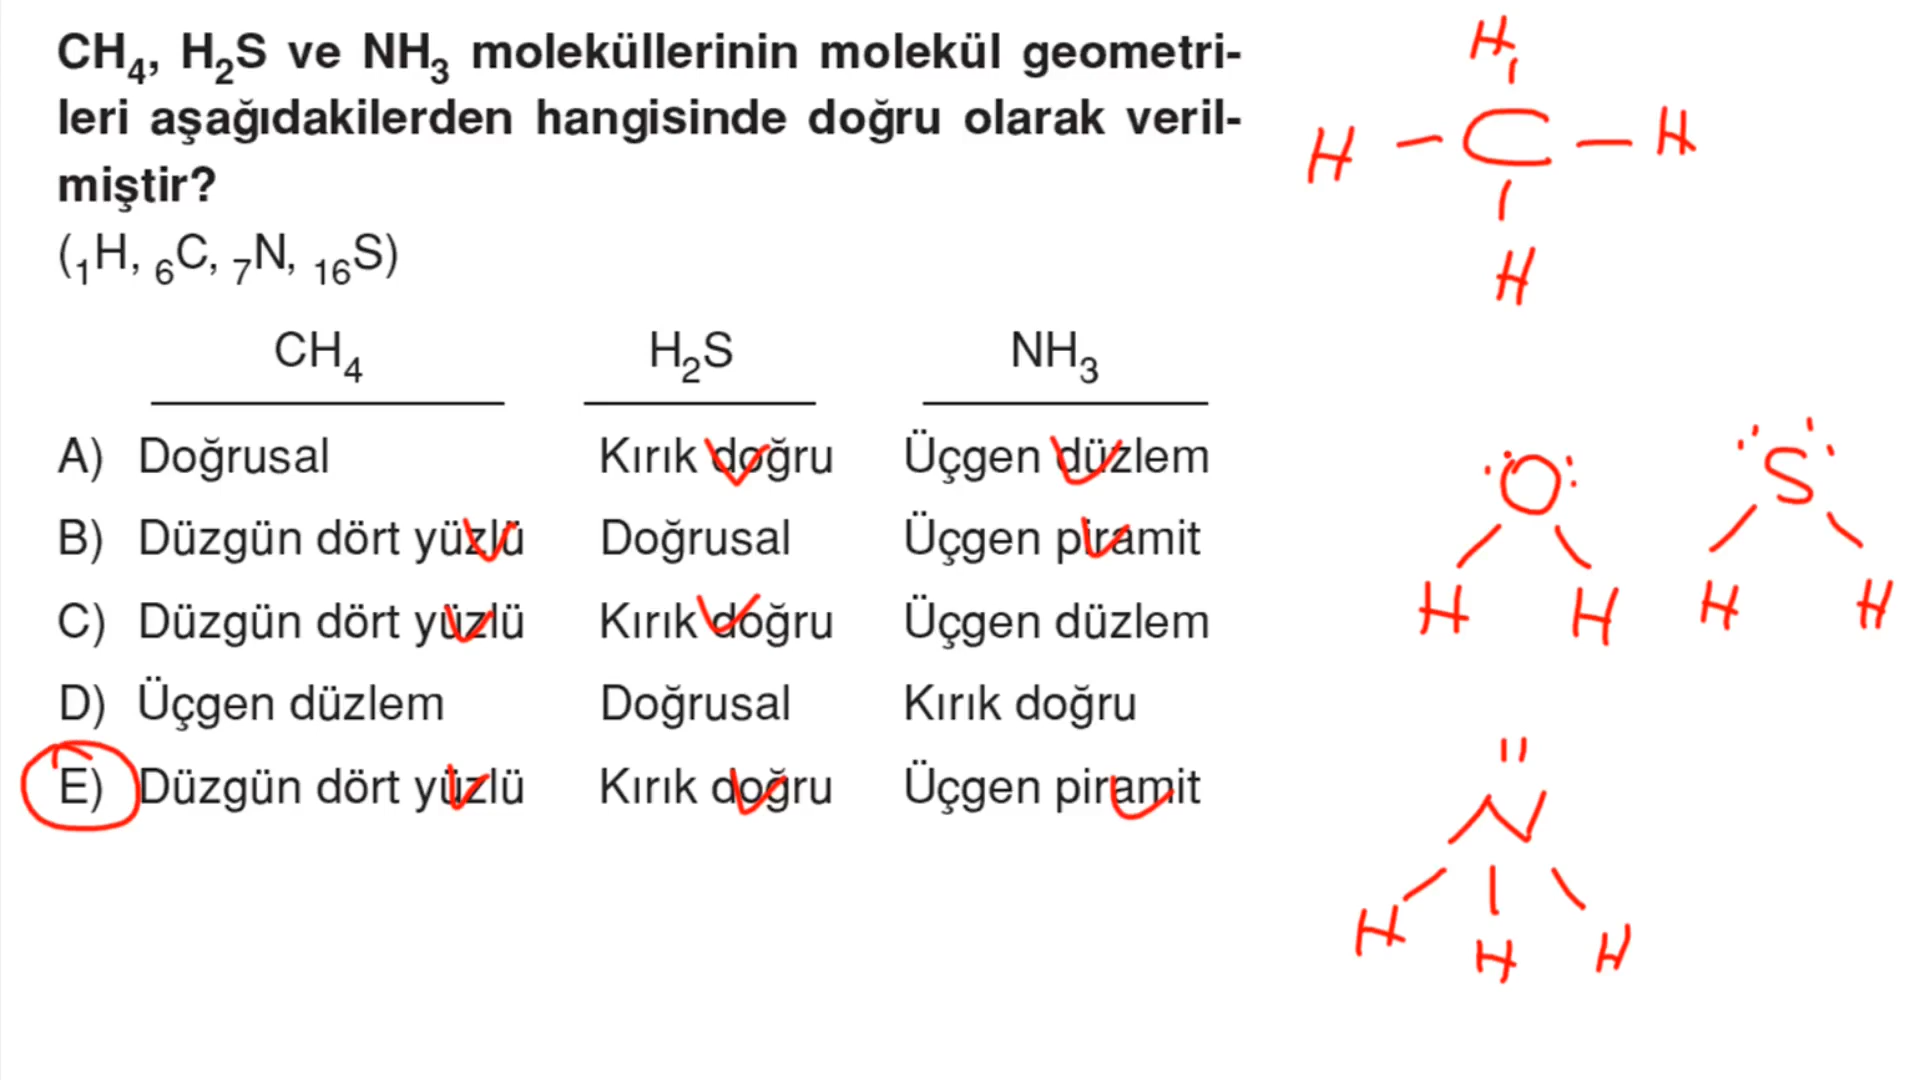 CH4, H2S ve NH3 moleküllerinin molekül geometri-
leri aşağıdakilerden hangisinde doğru olarak veril-
miştir?
(1H, 6C, 7N, 16S)
CH4 H2S NH3
A) Doğrusal Kırık doğru Üçgen düzlem
B) Düzgün dört yüzlü Doğrusal Üçgen piramit
C) Düzgün dört yüzlü Kırık doğru Üçgen düzlem
D) Üçgen düzlem Doğrusal Kırık doğru
E) Düzgün dört yüzlü Kırık doğru Üçgen piramit
H
H - C - H
H
O S
H H H H
N
H H H